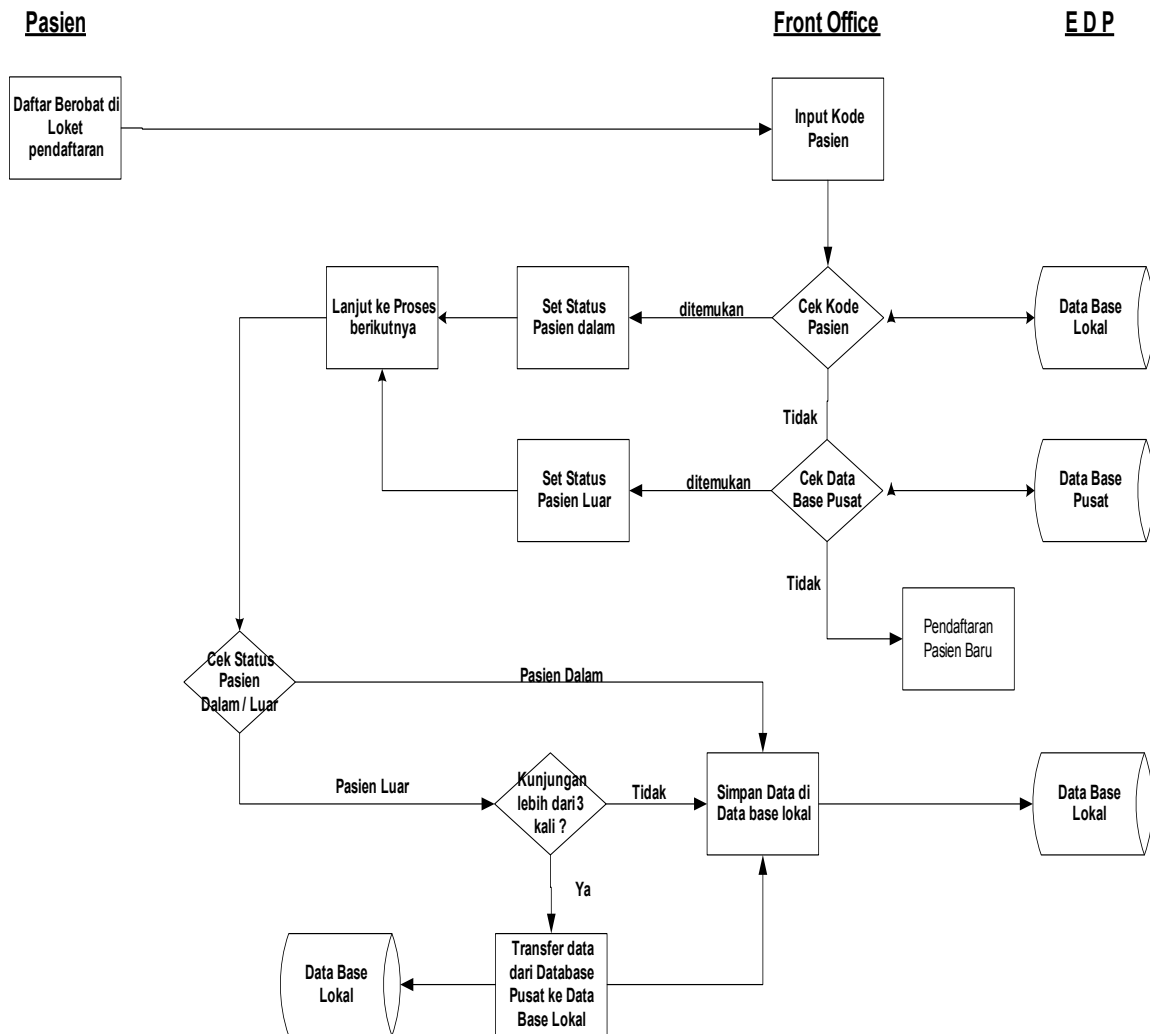 Pasien
Front Office
E D P
Daftar Berobat di
Loket
pendaftaran
Input Kode
Pasien
Lanjut ke Proses
berikutnya
Set Status
Pasien dalam
ditemukan
Cek Kode
Pasien
Data Base
Lokal
Tidak
Set Status
Pasien Luar
ditemukan
Cek Data
Base Pusat
Data Base
Pusat
Tidak
Pendaftaran
Pasien Baru
Cek Status
Pasien
Dalam / Luar
Pasien Dalam
Pasien Luar
Kunjungan
lebih dari 3
kali ?
Tidak
Simpan Data di
Data base lokal
Data Base
Lokal
Ya
Data Base
Lokal
Transfer data
dari Database
Pusat ke Data
Base Lokal